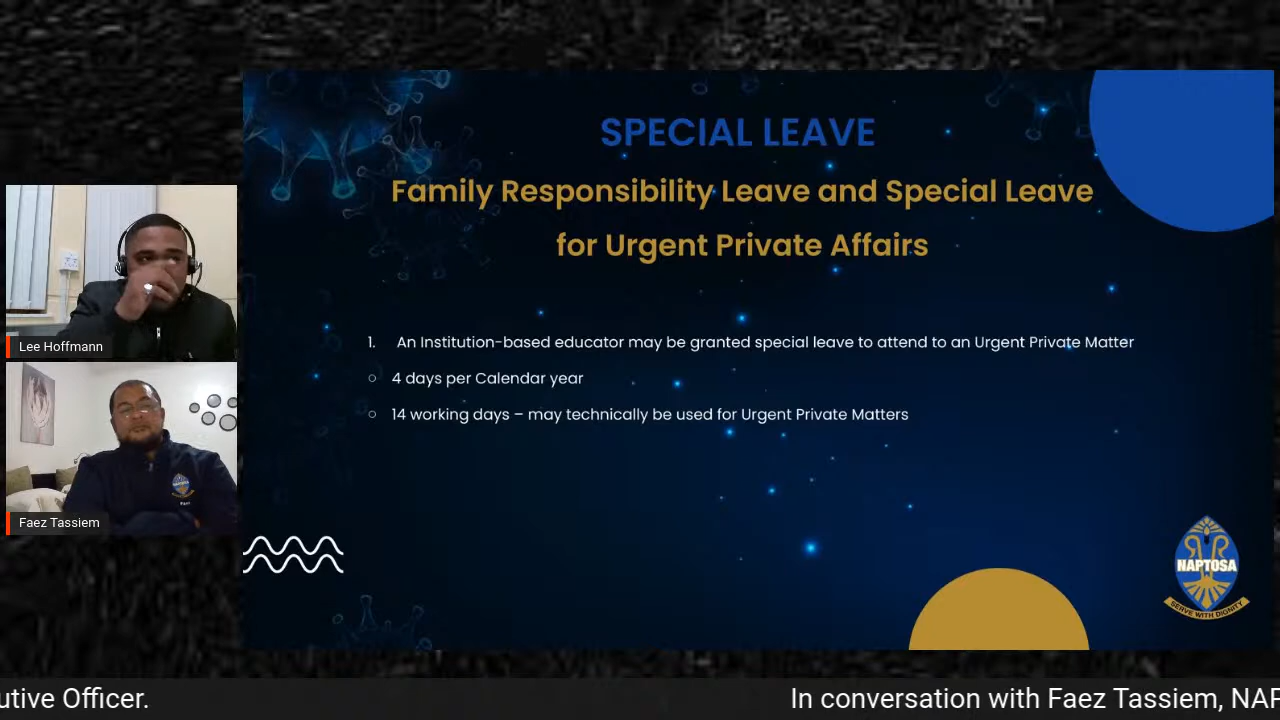 SPECIAL LEAVE
Family Responsibility Leave and Special Leave
for Urgent Private Affairs
1. An Institution-based educator may be granted special leave to attend to an Urgent Private Matter
○ 4 days per Calendar year
○ 14 working days – may technically be used for Urgent Private Matters
Lee Hoffmann
Faez Tassiem
NAPTOSA
SERVE WITH DIGNITY
utive Officer.
In conversation with Faez Tassiem, NAP